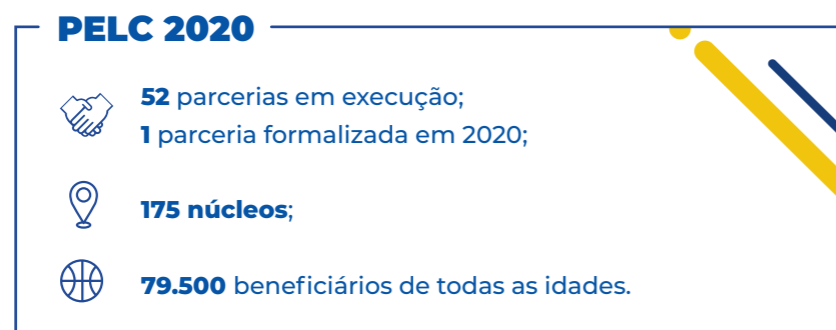 PELC 2020
52 parcerias em execução;
1 parceria formalizada em 2020;
175 núcleos;
79.500 beneficiários de todas as idades.